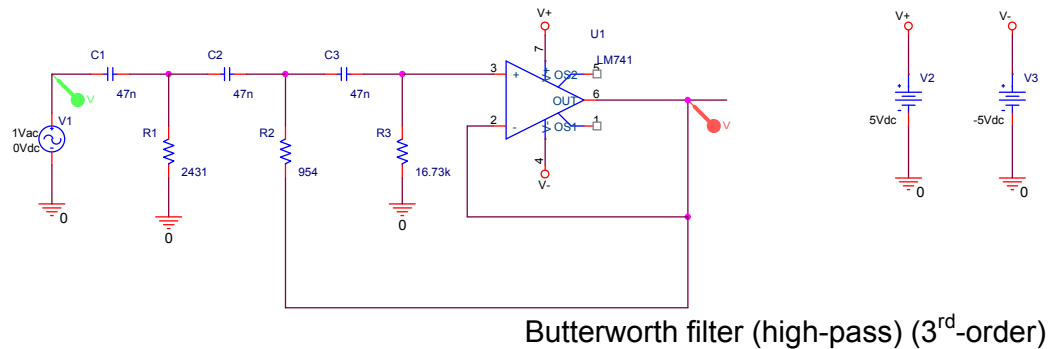 V+
U1
C1
C2
C3
7
LM741
5
3
+
V+
OS2
47n
47n
47n
OUT
6
V
V1
1Vac
0Vdc
R1
R2
R3
2
-
V-
OS1
1
V
2431
954
16.73k
4
V-
0
0
0
V+
V-
V2
V3
5Vdc
-5Vdc
0
0
Butterworth filter (high-pass) (3rd-order)